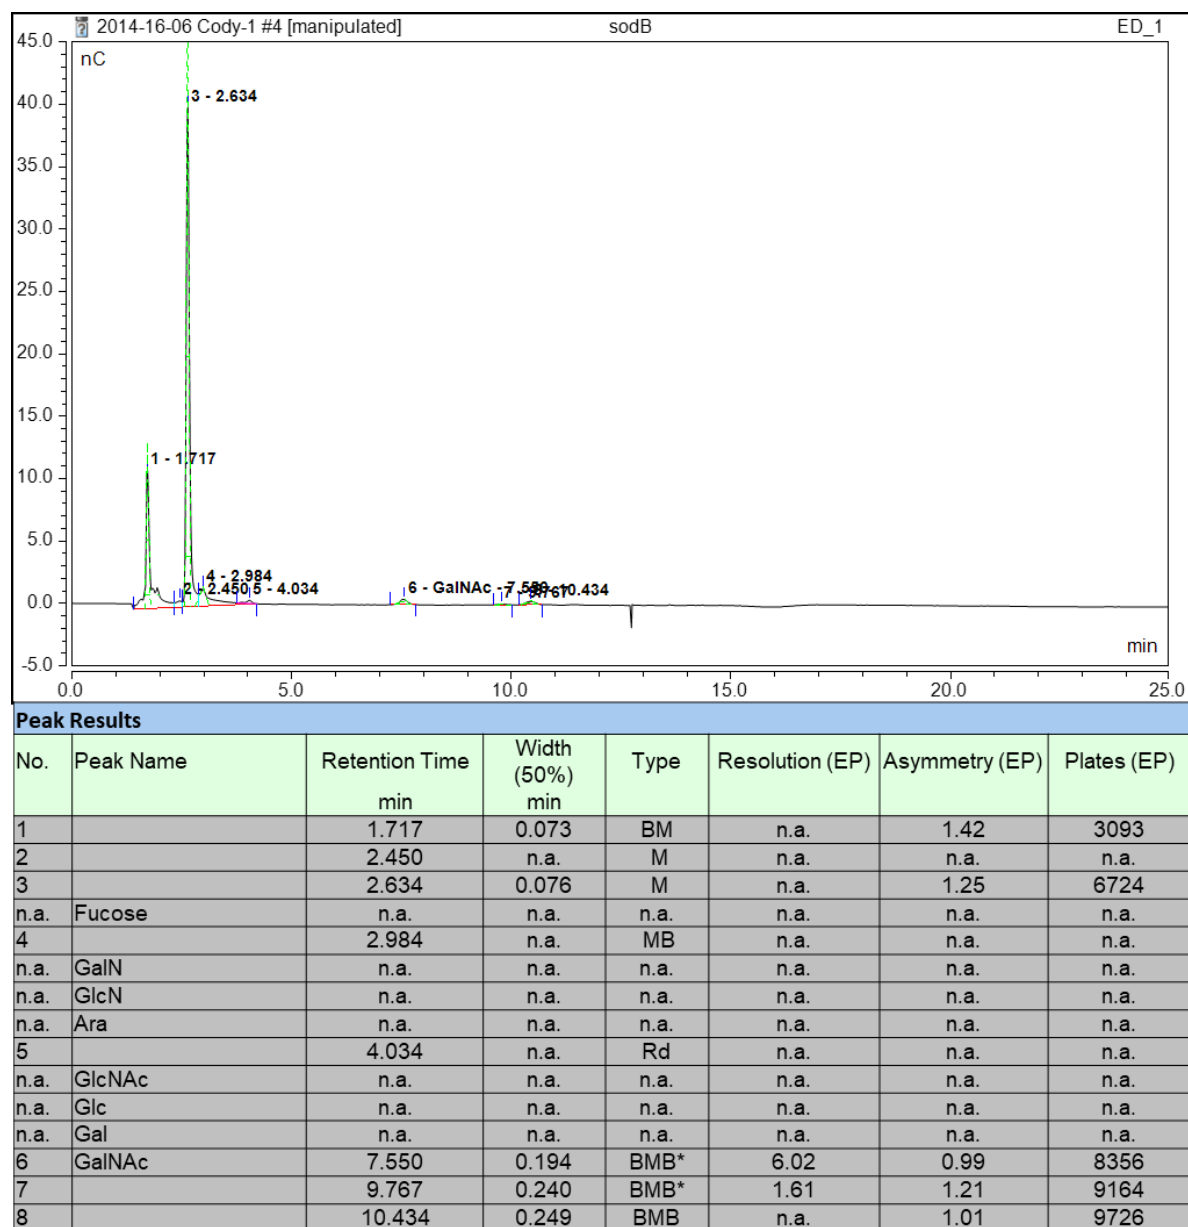 2014-16-06 Cody-1 #4 [manipulated] sodB ED_1
45.0
nC
40.0
3 - 2.634
35.0
30.0
25.0
20.0
15.0
1 - 1.717
10.0
5.0
4 - 2.984
2 - 2.450 5 - 4.034 6 - GalNAc - 7.550 7 - 9.767 8 - 10.434
0.0
min
-5.0
0.0 5.0 10.0 15.0 20.0 25.0
Peak Results
No. Peak Name Retention Time Width (50%) Type Resolution (EP) Asymmetry (EP) Plates (EP)
min min
1 1.717 0.073 BM n.a. 1.42 3093
2 2.450 n.a. M n.a. n.a. n.a.
3 2.634 0.076 M n.a. 1.25 6724
n.a. Fucose n.a. n.a. n.a. n.a. n.a. n.a.
4 2.984 n.a. MB n.a. n.a. n.a.
n.a. GalN n.a. n.a. n.a. n.a. n.a. n.a.
n.a. GlcN n.a. n.a. n.a. n.a. n.a. n.a.
n.a. Ara n.a. n.a. n.a. n.a. n.a. n.a.
5 4.034 n.a. Rd n.a. n.a. n.a.
n.a. GlcNAc n.a. n.a. n.a. n.a. n.a. n.a.
n.a. Glc n.a. n.a. n.a. n.a. n.a. n.a.
n.a. Gal n.a. n.a. n.a. n.a. n.a. n.a.
6 GalNAc 7.550 0.194 BMB* 6.02 0.99 8356
7 9.767 0.240 BMB* 1.61 1.21 9164
8 10.434 0.249 BMB n.a. 1.01 9726